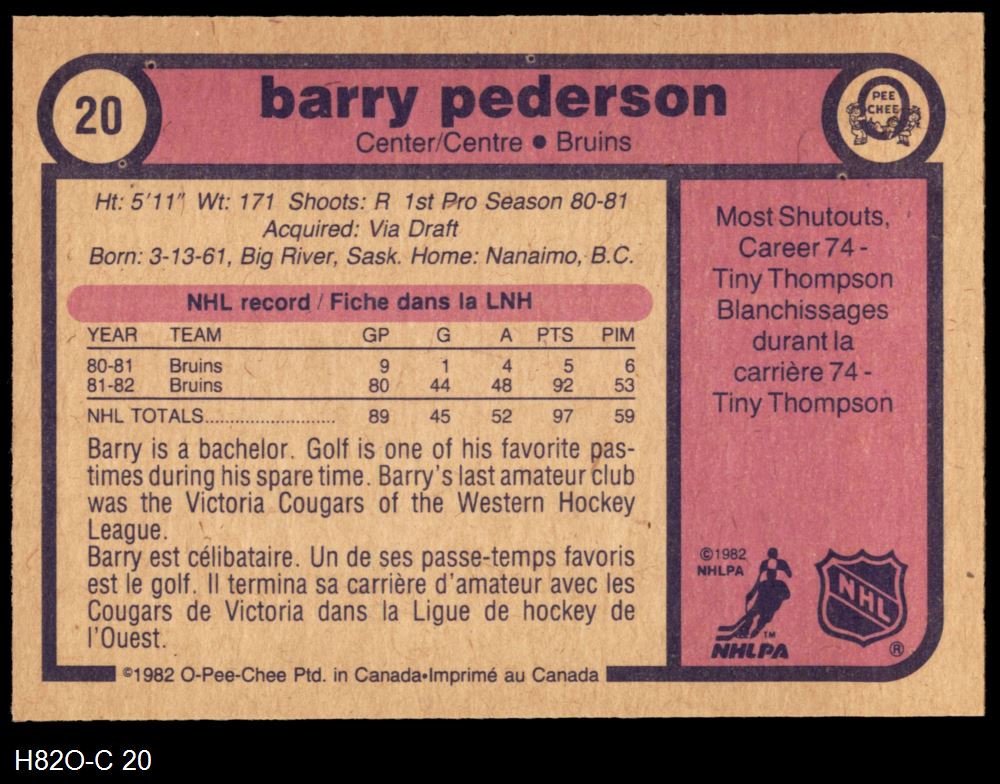 20
barry pederson
Center/Centre • Bruins
PEE
CHEE
Ht: 5'11" Wt: 171 Shoots: R 1st Pro Season 80-81
Acquired: Via Draft
Born: 3-13-61, Big River, Sask. Home: Nanaimo, B.C.
NHL record / Fiche dans la LNH
YEAR TEAM GP G A PTS PIM
80-81 Bruins 9 1 4 5 6
81-82 Bruins 80 44 48 92 53
NHL TOTALS.......................... 89 45 52 97 59
Barry is a bachelor. Golf is one of his favorite pas-
times during his spare time. Barry's last amateur club
was the Victoria Cougars of the Western Hockey
League.
Barry est célibataire. Un de ses passe-temps favoris
est le golf. Il termina sa carrière d'amateur avec les
Cougars de Victoria dans la Ligue de hockey de
l'Ouest.
Most Shutouts,
Career 74 -
Tiny Thompson
Blanchissages
durant la
carrière 74 -
Tiny Thompson
©1982
NHLPA
TM
NHLPA
NHL
®
©1982 O-Pee-Chee Ptd. in Canada•Imprimé au Canada
H82O-C 20